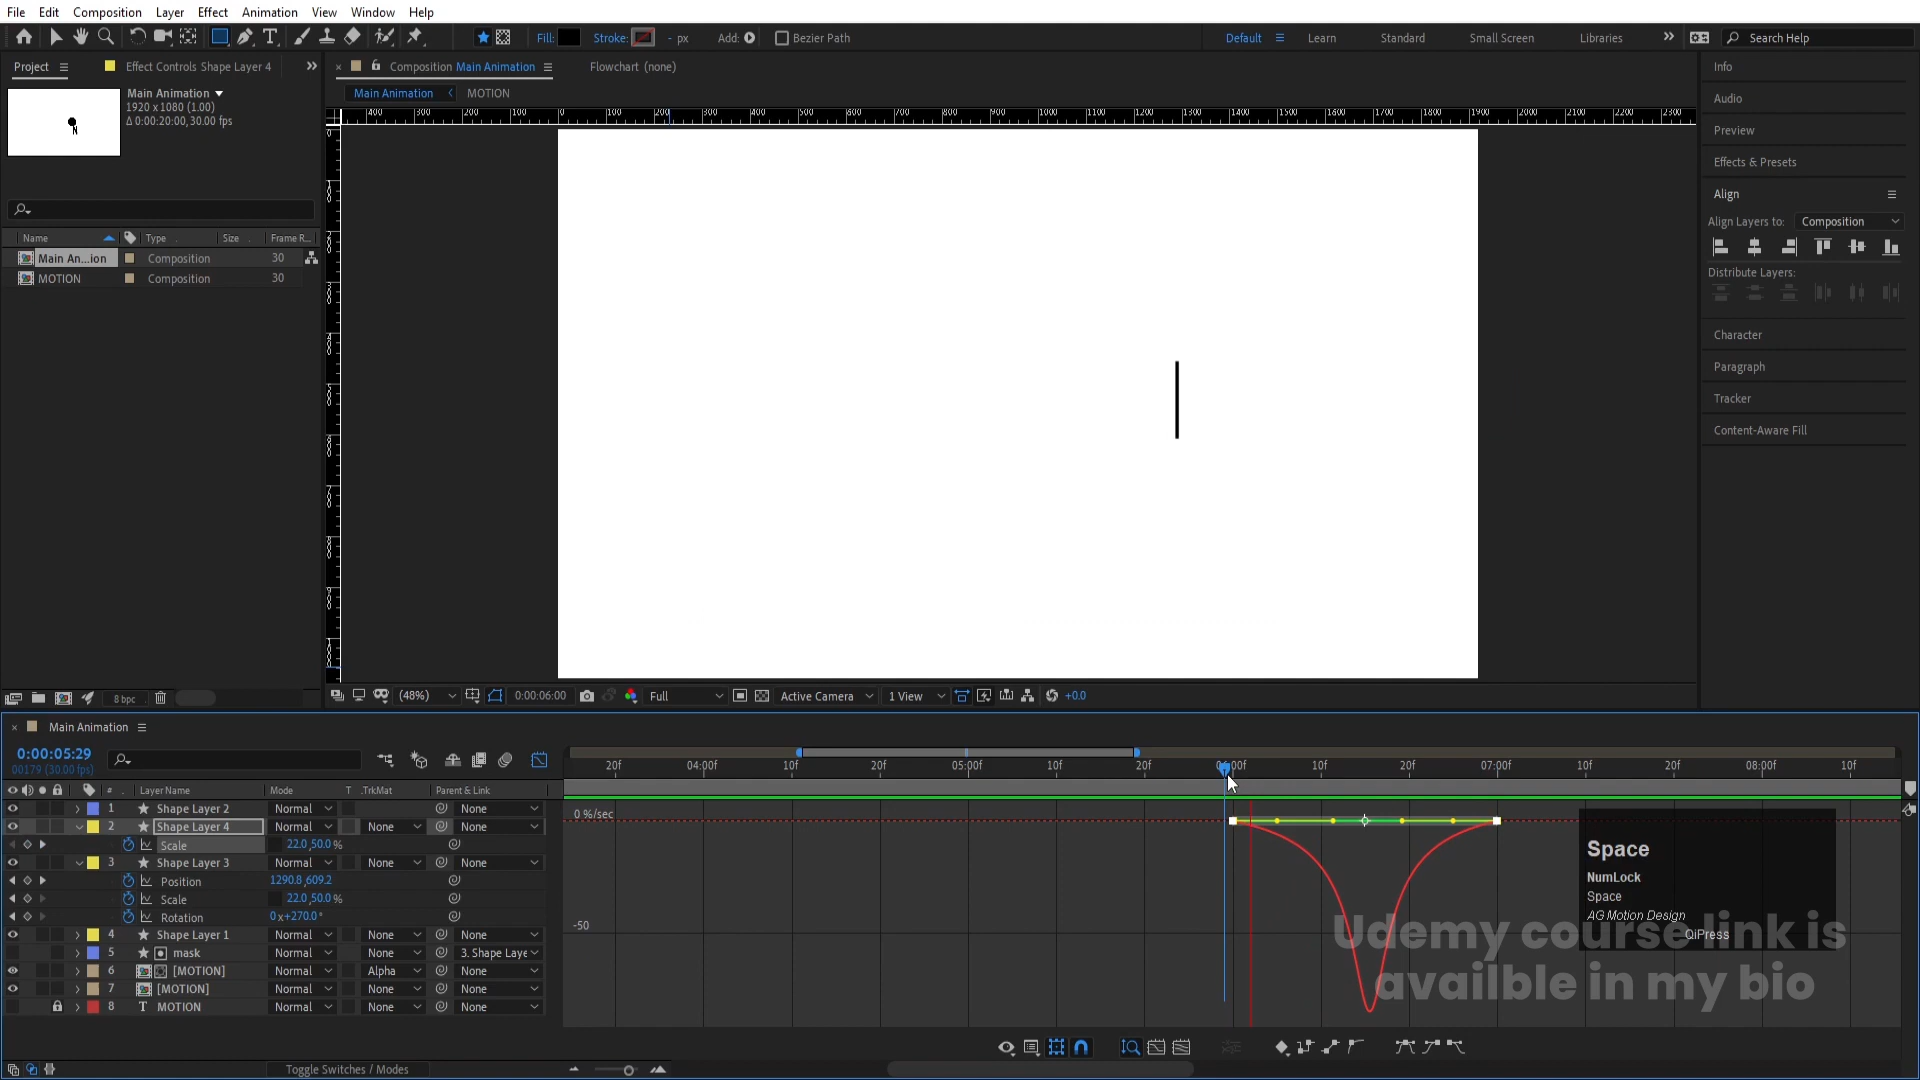 File Edit Composition Layer Effect Animation View Window Help
Fill: Stroke: - px Add: Bezier Path Default Learn Standard Small Screen Libraries Search Help
Project Effect Controls Shape Layer 4 Composition Main Animation Flowchart (none)
Main Animation MOTION
Main Animation
1920 x 1080 (1.00)
Δ 0:00:20:00, 30.00 fps
N
Name Type Size Frame R...
Main An...ion Composition 30
MOTION Composition 30
Info
Audio
Preview
Effects & Presets
Align
Align Layers to: Composition
Distribute Layers:
Character
Paragraph
Tracker
Content-Aware Fill
8 bpc (48%) 0:00:06:00 Full Active Camera 1 View +0.0
Main Animation
0:00:05:29
00179 (30.00 fps)
20f 04:00f 10f 20f 05:00f 10f 20f 20f 07:00f 10f 20f 08:00f 10f
# Layer Name Mode T .TrkMat Parent & Link
1 Shape Layer 2 Normal None
2 Shape Layer 4 Normal None None
Scale 22.0,50.0 %
3 Shape Layer 3 Normal None None
Position 1290.8,609.2
Scale 22.0,50.0 %
Rotation 0x+270.0°
4 Shape Layer 1 Normal None None
5 mask Normal None 3. Shape Laye
6 [MOTION] Normal Alpha None
7 [MOTION] Normal None None
8 T MOTION Normal None None
0 %/sec
-50
Space
NumLock
Space
AG Motion Design
QiPress
Udemy course link is
availble in my bio
Toggle Switches / Modes